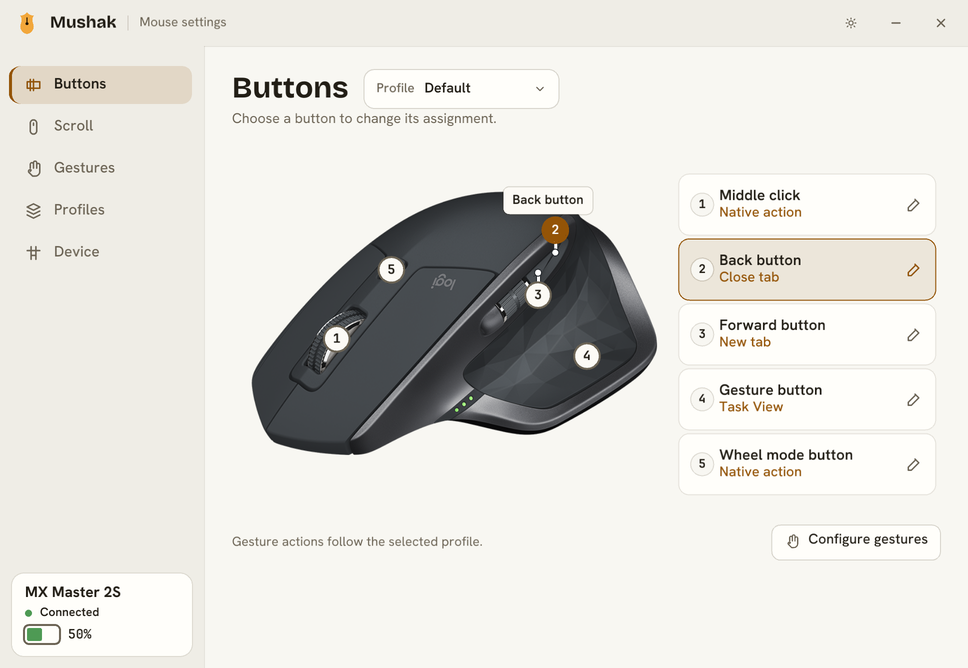 Mushak
Mouse settings
Buttons
Scroll
Gestures
Profiles
Device
MX Master 2S
Connected
50%
Buttons
Profile Default
Choose a button to change its assignment.
Back button
2
5
logi
3
1
4
1 Middle click
Native action
2 Back button
Close tab
3 Forward button
New tab
4 Gesture button
Task View
5 Wheel mode button
Native action
Gesture actions follow the selected profile.
Configure gestures